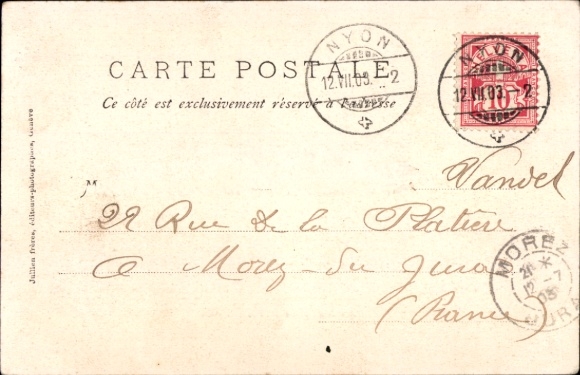 NYON
12.VII.03.-2
NYON
12.VII.03.-2
10
CARTE POSTALE
Ce côté est exclusivement réservé à l'adresse
Jullien frères, éditeurs-photographes, Genève
M
Vandel
22 Rue de la Platière
à Morez-du-Jura
(France)
MOREZ
12 -7
03
JURA